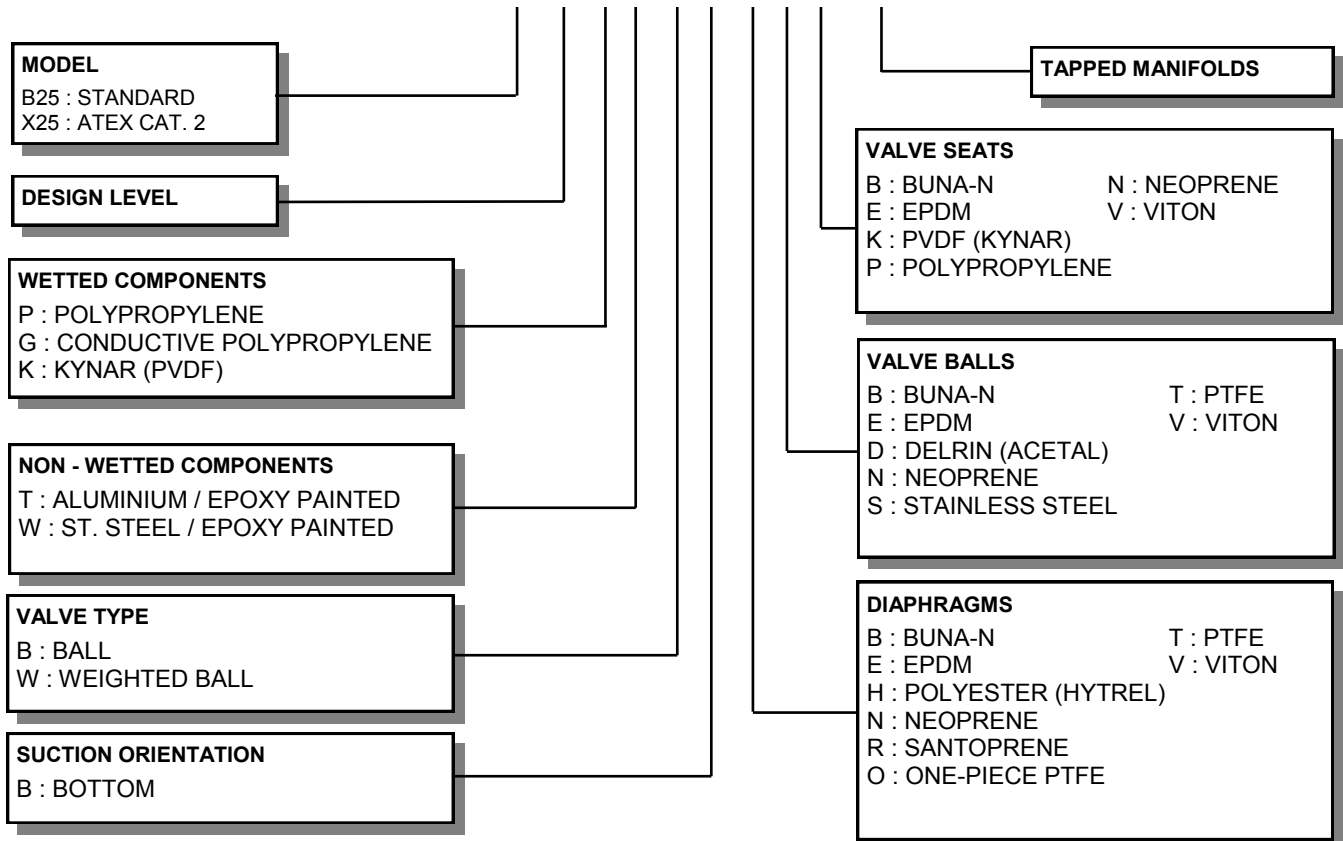 MODEL
B25 : STANDARD
X25 : ATEX CAT. 2
DESIGN LEVEL
WETTED COMPONENTS
P : POLYPROPYLENE
G : CONDUCTIVE POLYPROPYLENE
K : KYNAR (PVDF)
NON - WETTED COMPONENTS
T : ALUMINIUM / EPOXY PAINTED
W : ST. STEEL / EPOXY PAINTED
VALVE TYPE
B : BALL
W : WEIGHTED BALL
SUCTION ORIENTATION
B : BOTTOM
TAPPED MANIFOLDS
VALVE SEATS
B : BUNA-N N : NEOPRENE
E : EPDM V : VITON
K : PVDF (KYNAR)
P : POLYPROPYLENE
VALVE BALLS
B : BUNA-N T : PTFE
E : EPDM V : VITON
D : DELRIN (ACETAL)
N : NEOPRENE
S : STAINLESS STEEL
DIAPHRAGMS
B : BUNA-N T : PTFE
E : EPDM V : VITON
H : POLYESTER (HYTREL)
N : NEOPRENE
R : SANTOPRENE
O : ONE-PIECE PTFE